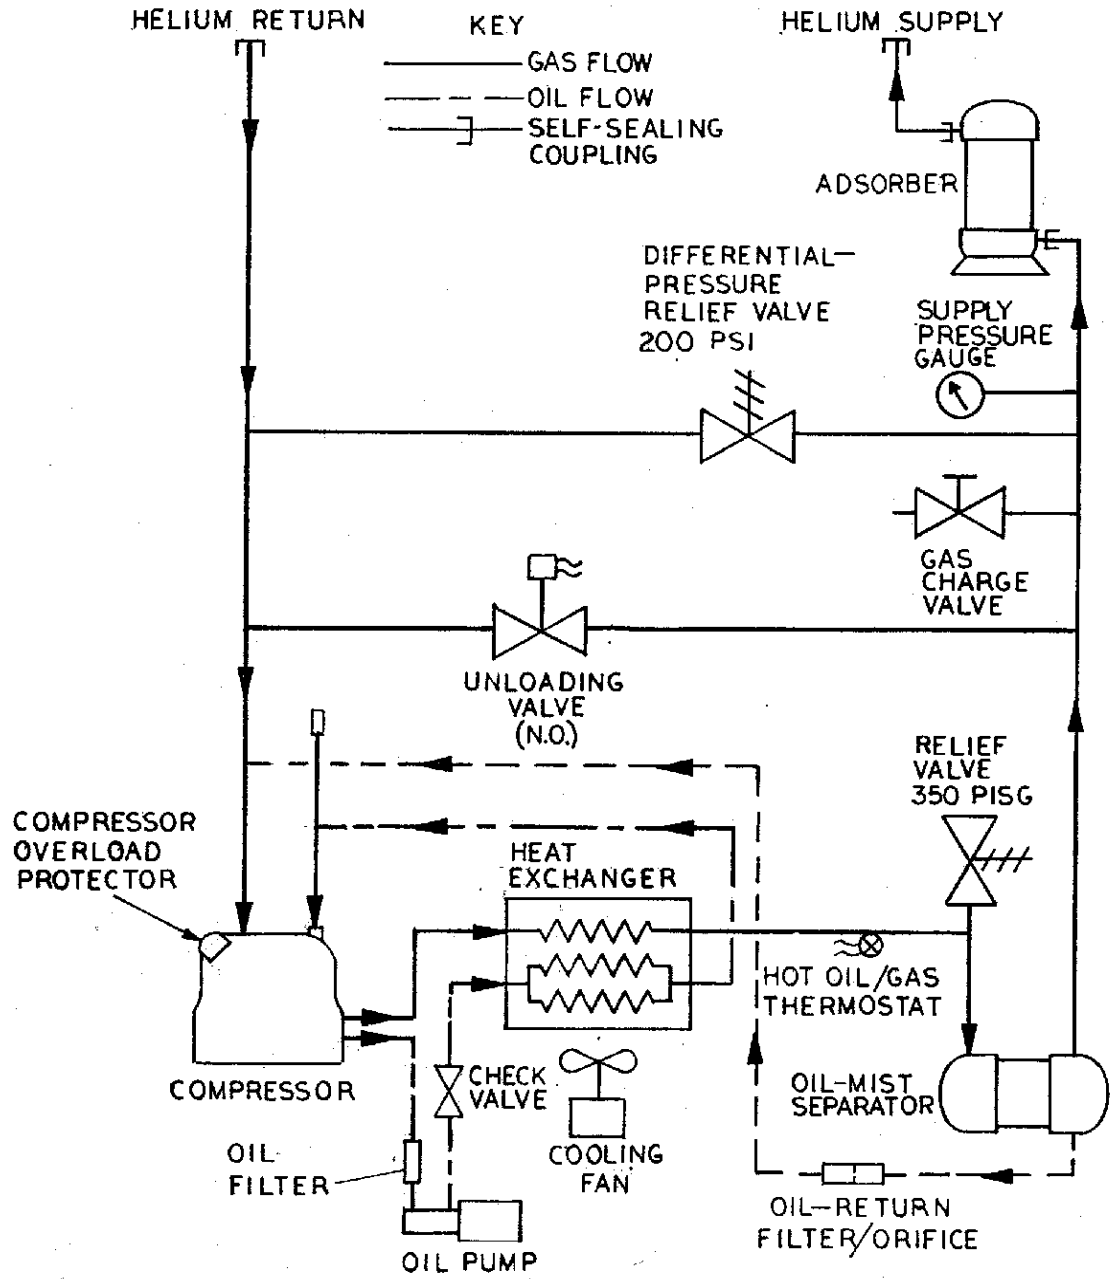 HELIUM RETURN
KEY
GAS FLOW
OIL FLOW
SELF-SEALING
COUPLING
HELIUM SUPPLY
ADSORBER
DIFFERENTIAL-
PRESSURE
RELIEF VALVE
200 PSI
SUPPLY
PRESSURE
GAUGE
GAS
CHARGE
VALVE
UNLOADING
VALVE
(N.O.)
RELIEF
VALVE
350 PISG
COMPRESSOR
OVERLOAD
PROTECTOR
HEAT
EXCHANGER
HOT OIL/GAS
THERMOSTAT
COMPRESSOR
CHECK
VALVE
OIL-MIST
SEPARATOR
OIL
FILTER
COOLING
FAN
OIL-RETURN
FILTER/ORIFICE
OIL PUMP